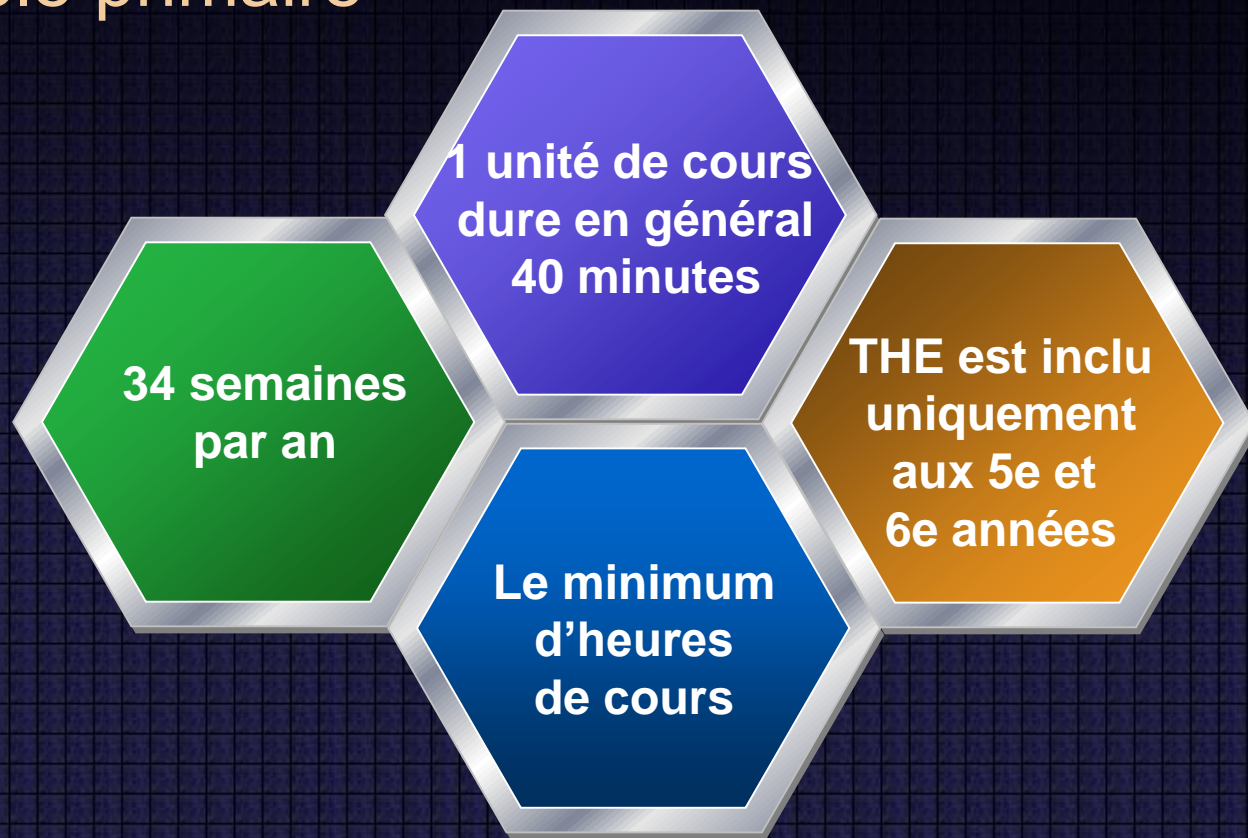 primaire
1 unité de cours
dure en général
40 minutes
34 semaines
par an
THE est inclu
uniquement
aux 5e et
6e années
Le minimum
d’heures
de cours